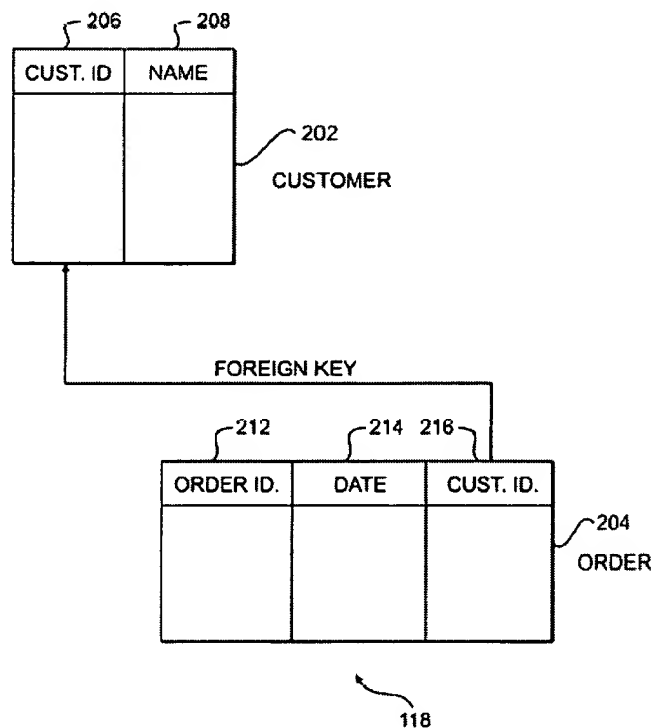 206 208
CUST. ID NAME
202
CUSTOMER
FOREIGN KEY
212 214 216
ORDER ID. DATE CUST. ID.
204
ORDER
118